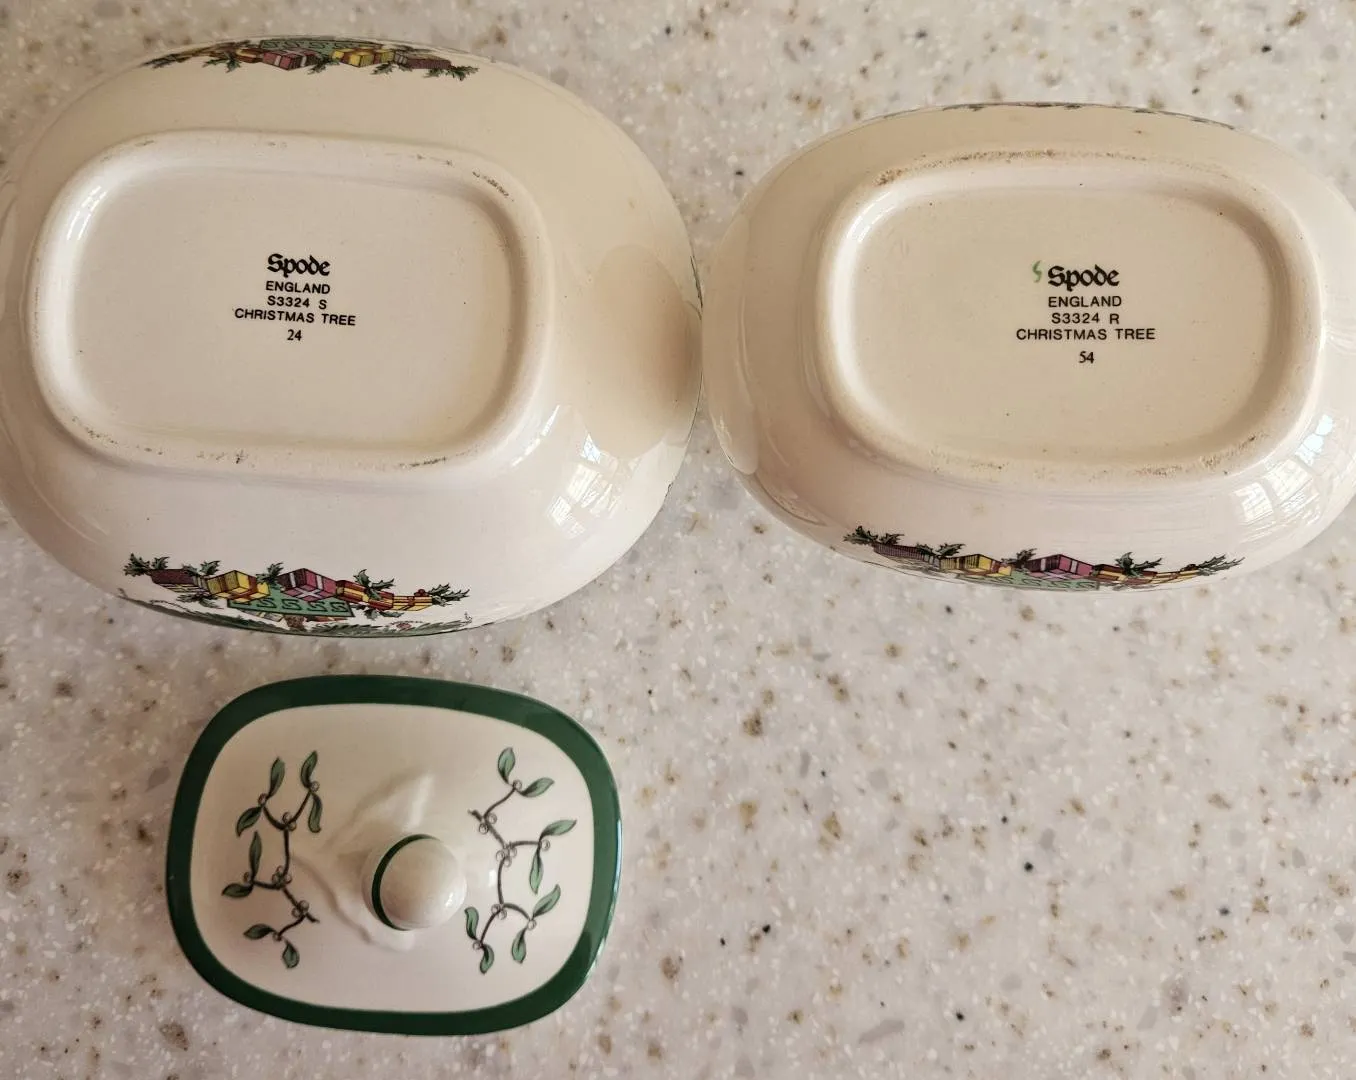 Spode
ENGLAND
S3324 S
CHRISTMAS TREE
24
Spode
ENGLAND
S3324 R
CHRISTMAS TREE
54